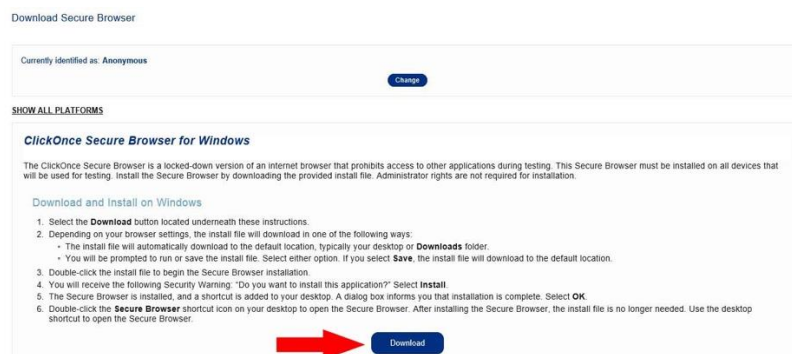 Download Secure Browser
Currently identified as: Anonymous
Change
SHOW ALL PLATFORMS
ClickOnce Secure Browser for Windows
The ClickOnce Secure Browser is a locked-down version of an internet browser that prohibits access to other applications during testing. This Secure Browser must be installed on all devices that
will be used for testing. Install the Secure Browser by downloading the provided install file. Administrator rights are not required for installation.
Download and Install on Windows
1. Select the Download button located underneath these instructions.
2. Depending on your browser settings, the install file will download in one of the following ways:
• The install file will automatically download to the default location, typically your desktop or Downloads folder.
• You will be prompted to run or save the install file. Select either option. If you select Save, the install file will download to the default location.
3. Double-click the install file to begin the Secure Browser installation.
4. You will receive the following Security Warning: "Do you want to install this application?" Select Install.
5. The Secure Browser is installed, and a shortcut is added to your desktop. A dialog box informs you that installation is complete. Select OK.
6. Double-click the Secure Browser shortcut icon on your desktop to open the Secure Browser. After installing the Secure Browser, the install file is no longer needed. Use the desktop
shortcut to open the Secure Browser.
Download